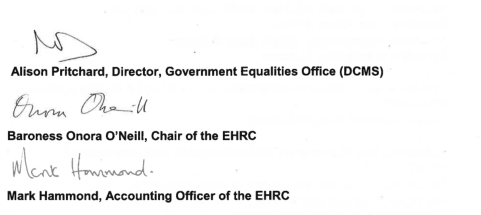 Alison Pritchard, Director, Government Equalities Office (DCMS)
Onora O'Neill
Baroness Onora O'Neill, Chair of the EHRC
Mark Hammond.
Mark Hammond, Accounting Officer of the EHRC